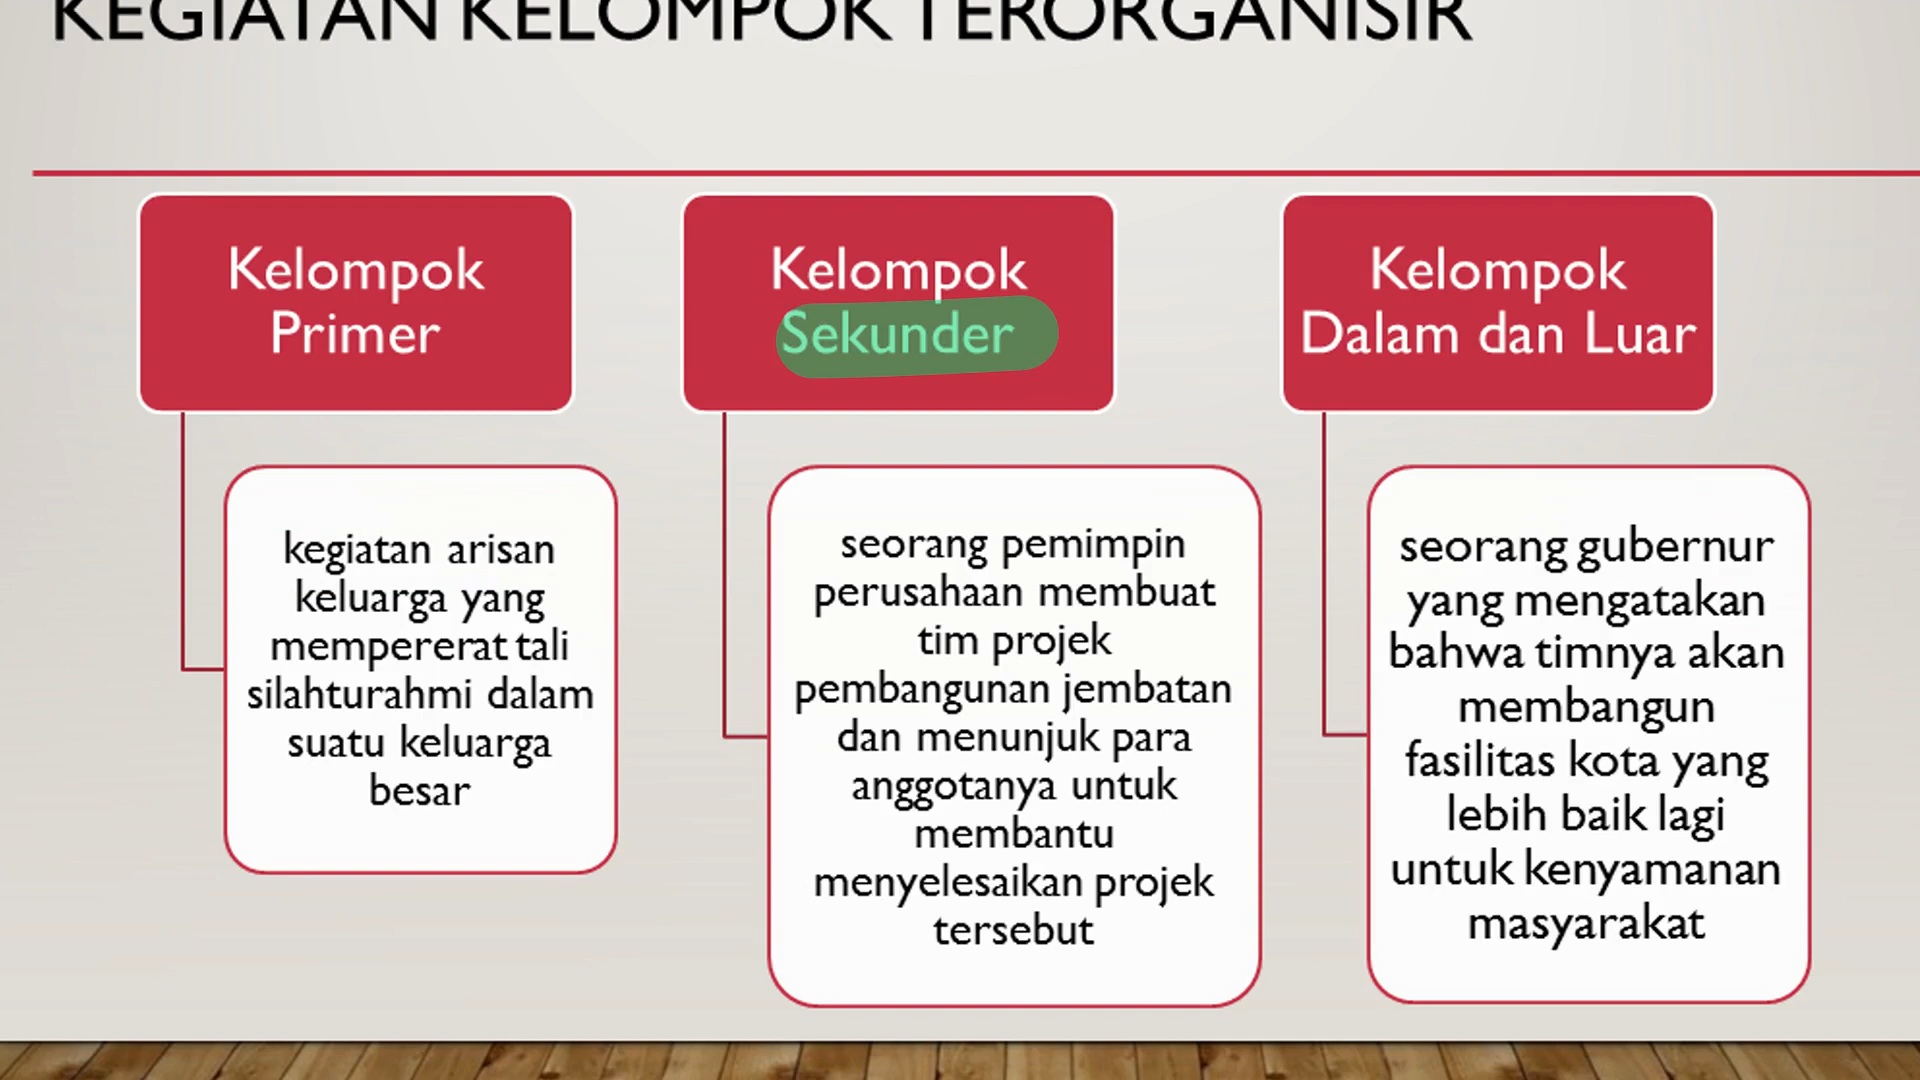 KEGIATAN KELOMPOK TERORGANISIR
Kelompok
Primer
kegiatan arisan
keluarga yang
mempererat tali
silahturahmi dalam
suatu keluarga
besar
Kelompok
Sekunder
seorang pemimpin
perusahaan membuat
tim projek
pembangunan jembatan
dan menunjuk para
anggotanya untuk
membantu
menyelesaikan projek
tersebut
Kelompok
Dalam dan Luar
seorang gubernur
yang mengatakan
bahwa timnya akan
membangun
fasilitas kota yang
lebih baik lagi
untuk kenyamanan
masyarakat